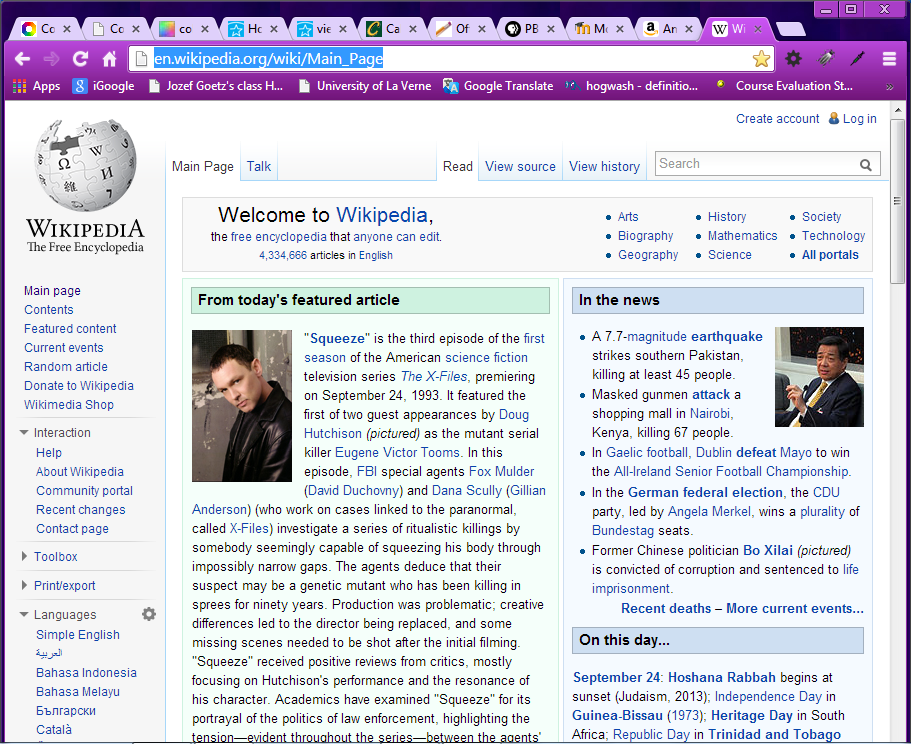 Co
Co
co
Ho
vie
Ca
Of
PB
Mo
An
Wi
en.wikipedia.org/wiki/Main_Page
Apps
iGoogle
Jozef Goetz's class H...
University of La Verne
Google Translate
hogwash - definitio...
Course Evaluation St...
»
Create account
Log in
Main Page
Talk
Read
View source
View history
Search
WIKIPEDIA
The Free Encyclopedia
Welcome to Wikipedia,
the free encyclopedia that anyone can edit.
4,334,666 articles in English
Arts
History
Society
Biography
Mathematics
Technology
Geography
Science
All portals
Main page
Contents
Featured content
Current events
Random article
Donate to Wikipedia
Wikimedia Shop
Interaction
Help
About Wikipedia
Community portal
Recent changes
Contact page
Toolbox
Print/export
Languages
Simple English
العربية
Bahasa Indonesia
Bahasa Melayu
Български
Català
From today's featured article
"Squeeze" is the third episode of the first
season of the American science fiction
television series The X-Files, premiering
on September 24, 1993. It featured the
first of two guest appearances by Doug
Hutchison (pictured) as the mutant serial
killer Eugene Victor Tooms. In this
episode, FBI special agents Fox Mulder
(David Duchovny) and Dana Scully (Gillian
Anderson) (who work on cases linked to the paranormal,
called X-Files) investigate a series of ritualistic killings by
somebody seemingly capable of squeezing his body through
impossibly narrow gaps. The agents deduce that their
suspect may be a genetic mutant who has been killing in
sprees for ninety years. Production was problematic; creative
differences led to the director being replaced, and some
missing scenes needed to be shot after the initial filming.
"Squeeze" received positive reviews from critics, mostly
focusing on Hutchison's performance and the resonance of
his character. Academics have examined "Squeeze" for its
portrayal of the politics of law enforcement, highlighting the
tension—evident throughout the series—between the agents'
In the news
A 7.7-magnitude earthquake
strikes southern Pakistan,
killing at least 45 people.
Masked gunmen attack a
shopping mall in Nairobi,
Kenya, killing 67 people.
In Gaelic football, Dublin defeat Mayo to win
the All-Ireland Senior Football Championship.
In the German federal election, the CDU
party, led by Angela Merkel, wins a plurality of
Bundestag seats.
Former Chinese politician Bo Xilai (pictured)
is convicted of corruption and sentenced to life
imprisonment.
Recent deaths – More current events...
On this day...
September 24: Hoshana Rabbah begins at
sunset (Judaism, 2013); Independence Day in
Guinea-Bissau (1973); Heritage Day in South
Africa; Republic Day in Trinidad and Tobago